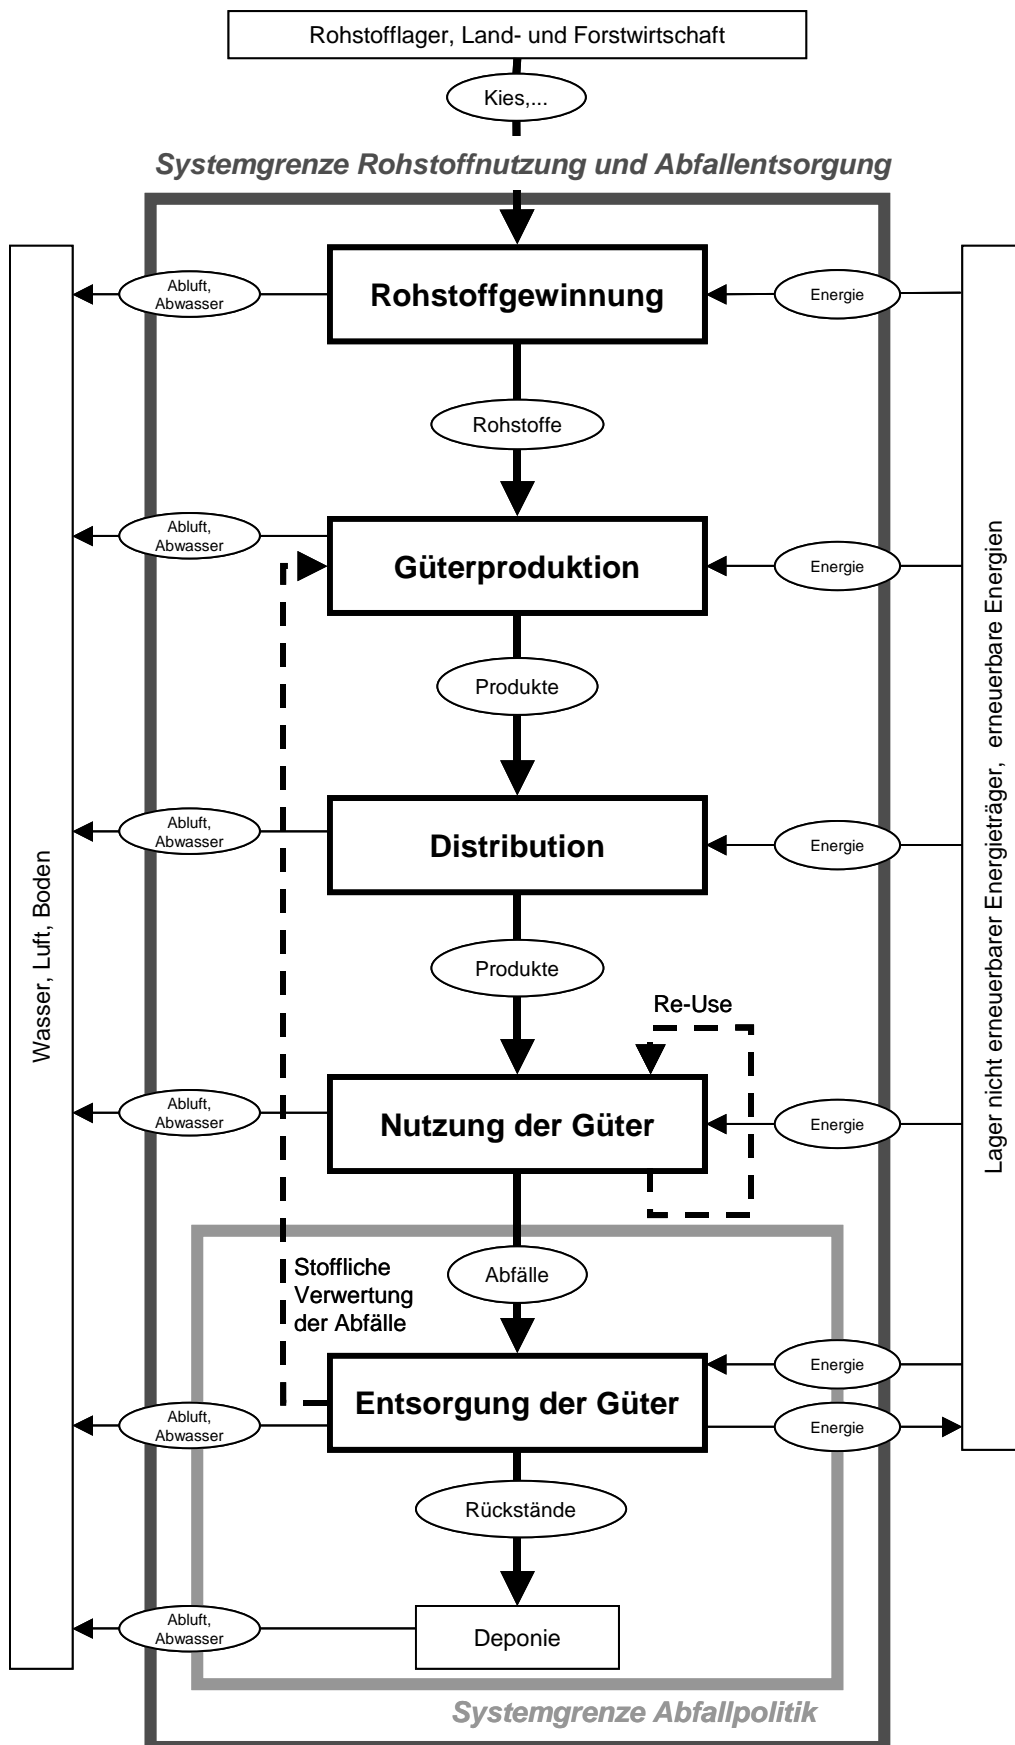 Rohstofflager, Land- und Forstwirtschaft
Kies,...
Systemgrenze Rohstoffnutzung und Abfallentsorgung
Abluft,
Abwasser
Rohstoffgewinnung
Energie
Rohstoffe
Abluft,
Abwasser
Güterproduktion
Energie
Produkte
Abluft,
Abwasser
Distribution
Energie
Wasser, Luft, Boden
Lager nicht erneuerbarer Energieträger, erneuerbare Energien
Produkte
Re-Use
Abluft,
Abwasser
Nutzung der Güter
Energie
Stoffliche
Verwertung
der Abfälle
Abfälle
Energie
Entsorgung der Güter
Abluft,
Abwasser
Energie
Rückstände
Abluft,
Abwasser
Deponie
Systemgrenze Abfallpolitik